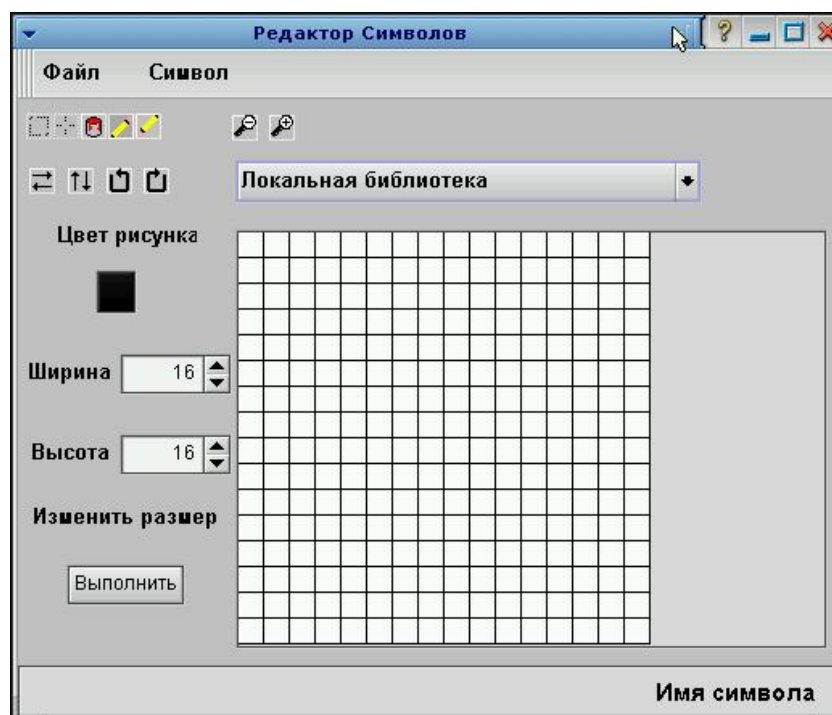 Редактор Символов
Файл Символ
Локальная библиотека
Цвет рисунка
Ширина 16
Высота 16
Изменить размер
Выполнить
Имя символа